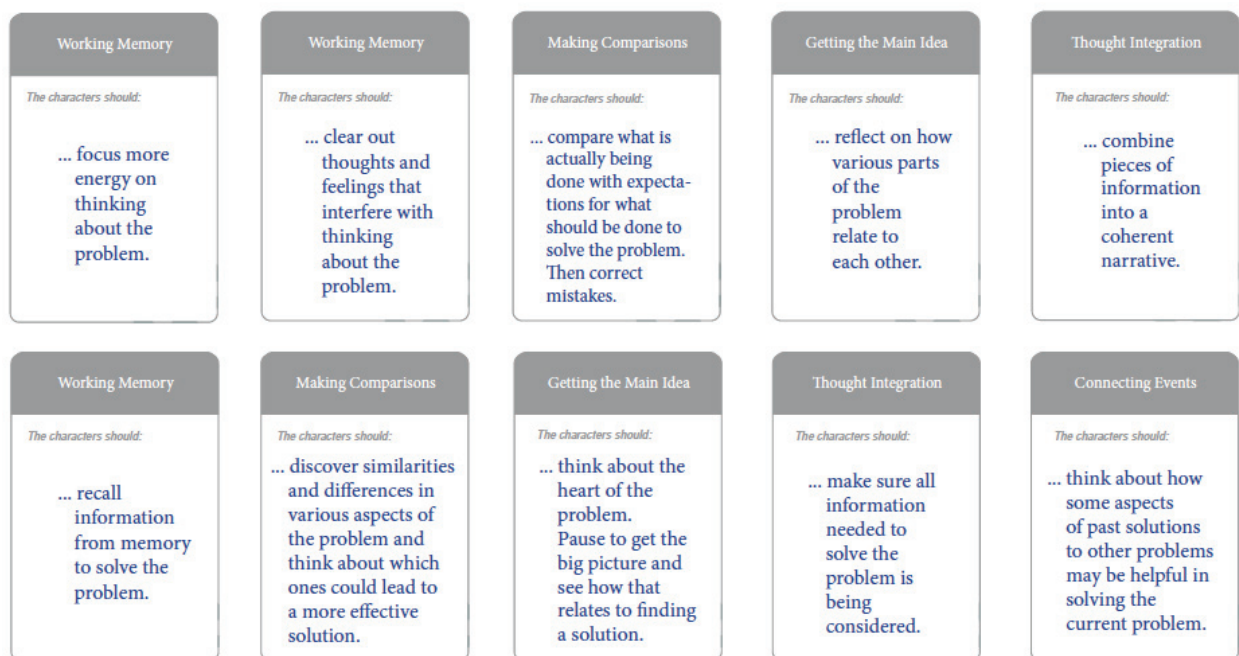 Working Memory
The characters should:
... focus more
energy on
thinking
about the
problem.
Working Memory
The characters should:
... clear out
thoughts and
feelings that
interfere with
thinking
about the
problem.
Making Comparisons
The characters should:
... compare what is
actually being
done with expecta-
tions for what
should be done to
solve the problem.
Then correct
mistakes.
Getting the Main Idea
The characters should:
... reflect on how
various parts
of the
problem
relate to
each other.
Thought Integration
The characters should:
... combine
pieces of
information
into a
coherent
narrative.
Working Memory
The characters should:
... recall
information
from memory
to solve the
problem.
Making Comparisons
The characters should:
... discover similarities
and differences in
various aspects of
the problem and
think about which
ones could lead to
a more effective
solution.
Getting the Main Idea
The characters should:
... think about the
heart of the
problem.
Pause to get the
big picture and
see how that
relates to finding
a solution.
Thought Integration
The characters should:
... make sure all
information
needed to
solve the
problem is
being
considered.
Connecting Events
The characters should:
... think about how
some aspects
of past solutions
to other problems
may be helpful in
solving the
current problem.